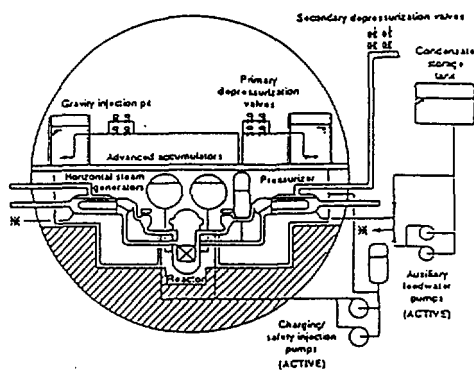 Secondary depressurization valves
Condensate
storage
tank
Gravity injection pit
Primary
depressurization
valves
Advanced accumulators
Horizontal steam
generators
Pressurizer
Reactor
Auxiliary
feedwater
pumps
(ACTIVE)
Charging/
safety injection
pumps
(ACTIVE)